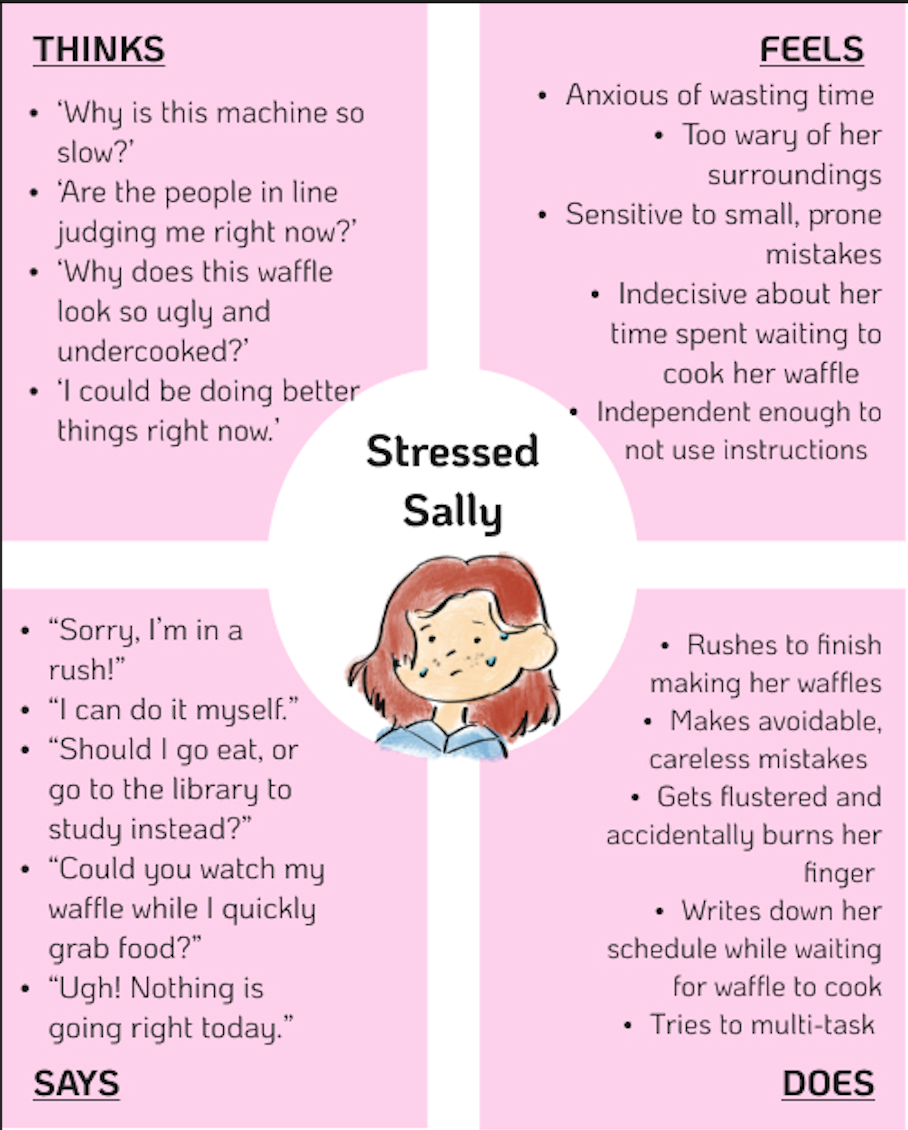 THINKS
• ‘Why is this machine so
slow?’
• ‘Are the people in line
judging me right now?’
• ‘Why does this waffle
look so ugly and
undercooked?’
• ‘I could be doing better
things right now.’
FEELS
• Anxious of wasting time
• Too wary of her
surroundings
• Sensitive to small, prone
mistakes
• Indecisive about her
time spent waiting to
cook her waffle
• Independent enough to
not use instructions
Stressed
Sally
• “Sorry, I’m in a
rush!”
• “I can do it myself.”
• “Should I go eat, or
go to the library to
study instead?”
• “Could you watch my
waffle while I quickly
grab food?”
• “Ugh! Nothing is
going right today.”
SAYS
• Rushes to finish
making her waffles
• Makes avoidable,
careless mistakes
• Gets flustered and
accidentally burns her
finger
• Writes down her
schedule while waiting
for waffle to cook
• Tries to multi-task
DOES